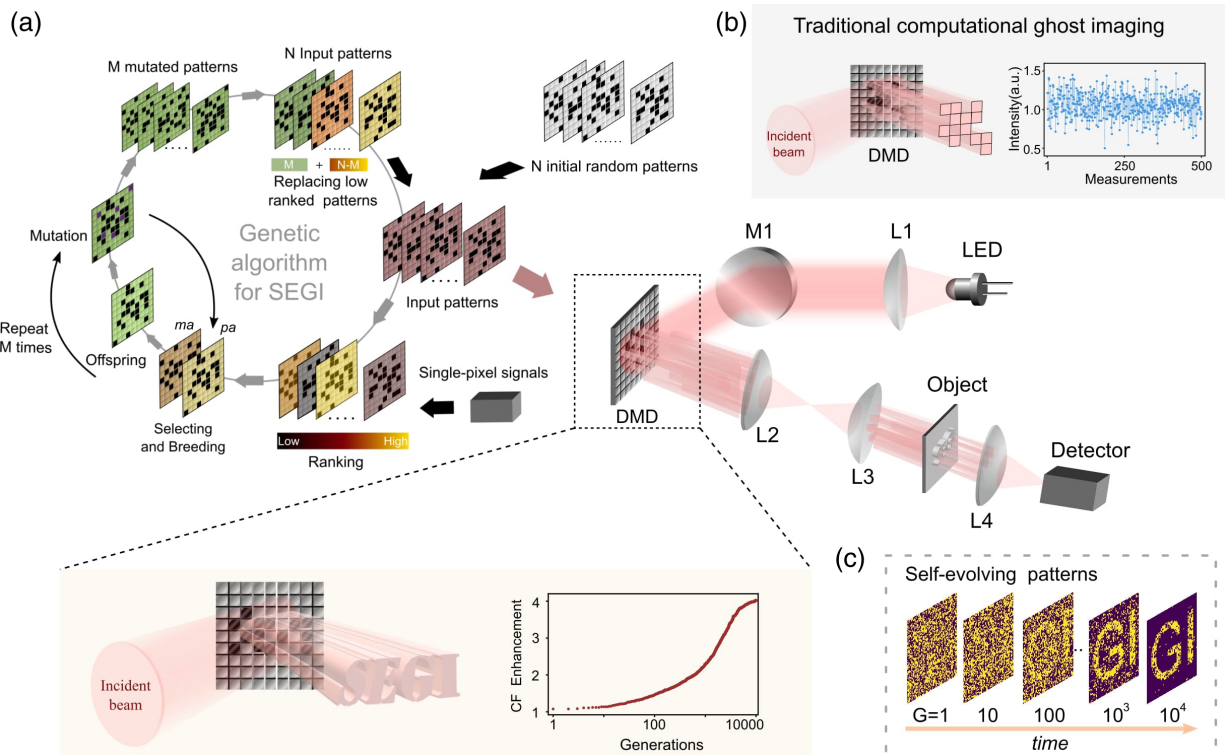 (a)
M mutated patterns
N Input patterns
M + N-M
Replacing low
ranked patterns
N initial random patterns
Mutation
Genetic
algorithm
for SEGI
Input patterns
Repeat
M times
Offspring
ma
pa
Selecting
and Breeding
Single-pixel signals
Low
High
Ranking
(b)
Traditional computational ghost imaging
Incident
beam
DMD
Intensity(a.u.)
1.5
1.0
0.5
1
250
500
Measurements
M1
L1
LED
DMD
L2
L3
Object
L4
Detector
Incident
beam
SEGI
CF Enhancement
4
3
2
1
1
100
10000
Generations
(c)
Self-evolving patterns
GI
GI
G=1
10
100
10³
10⁴
time